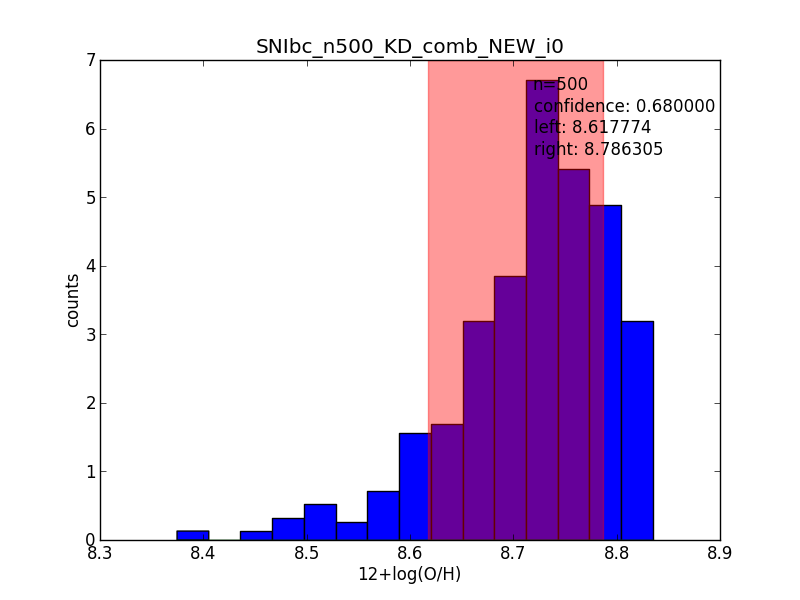 SNIbc_n500_KD_comb_NEW_i0
7
6
5
4
3
2
1
0
counts
n=500
confidence: 0.680000
left: 8.617774
right: 8.786305
8.3 8.4 8.5 8.6 8.7 8.8 8.9
12+log(O/H)